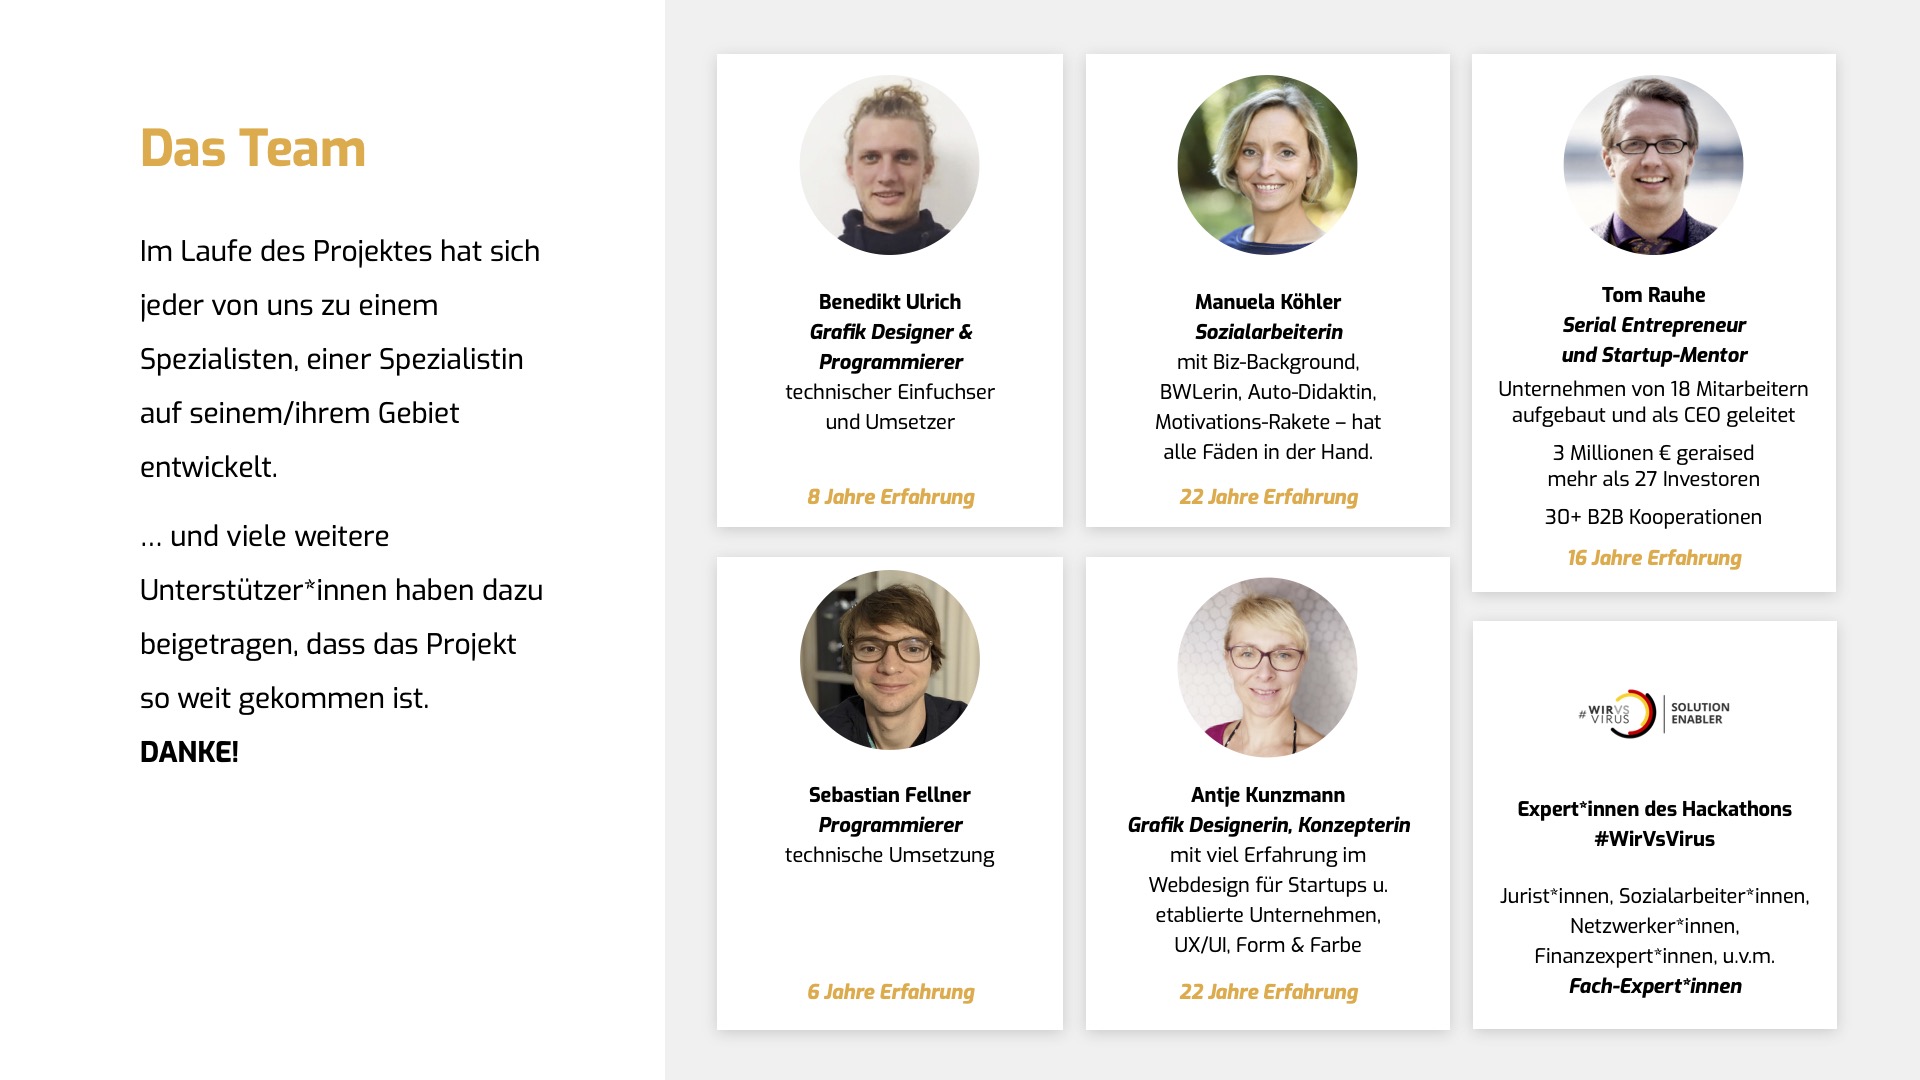 Das Team
Im Laufe des Projektes hat sich
jeder von uns zu einem
Spezialisten, einer Spezialistin
auf seinem/ihrem Gebiet
entwickelt.
... und viele weitere
Unterstützer*innen haben dazu
beigetragen, dass das Projekt
so weit gekommen ist.
DANKE!
Benedikt Ulrich
Grafik Designer &
Programmierer
technischer Einfuchser
und Umsetzer
8 Jahre Erfahrung
Manuela Köhler
Sozialarbeiterin
mit Biz-Background,
BWLerin, Auto-Didaktin,
Motivations-Rakete – hat
alle Fäden in der Hand.
22 Jahre Erfahrung
Tom Rauhe
Serial Entrepreneur
und Startup-Mentor
Unternehmen von 18 Mitarbeitern
aufgebaut und als CEO geleitet
3 Millionen € geraised
mehr als 27 Investoren
30+ B2B Kooperationen
16 Jahre Erfahrung
Sebastian Fellner
Programmierer
technische Umsetzung
6 Jahre Erfahrung
Antje Kunzmann
Grafik Designerin, Konzepterin
mit viel Erfahrung im
Webdesign für Startups u.
etablierte Unternehmen,
UX/UI, Form & Farbe
22 Jahre Erfahrung
#WIRVS
VIRUS
SOLUTION
ENABLER
Expert*innen des Hackathons
#WirVsVirus
Jurist*innen, Sozialarbeiter*innen,
Netzwerker*innen,
Finanzexpert*innen, u.v.m.
Fach-Expert*innen